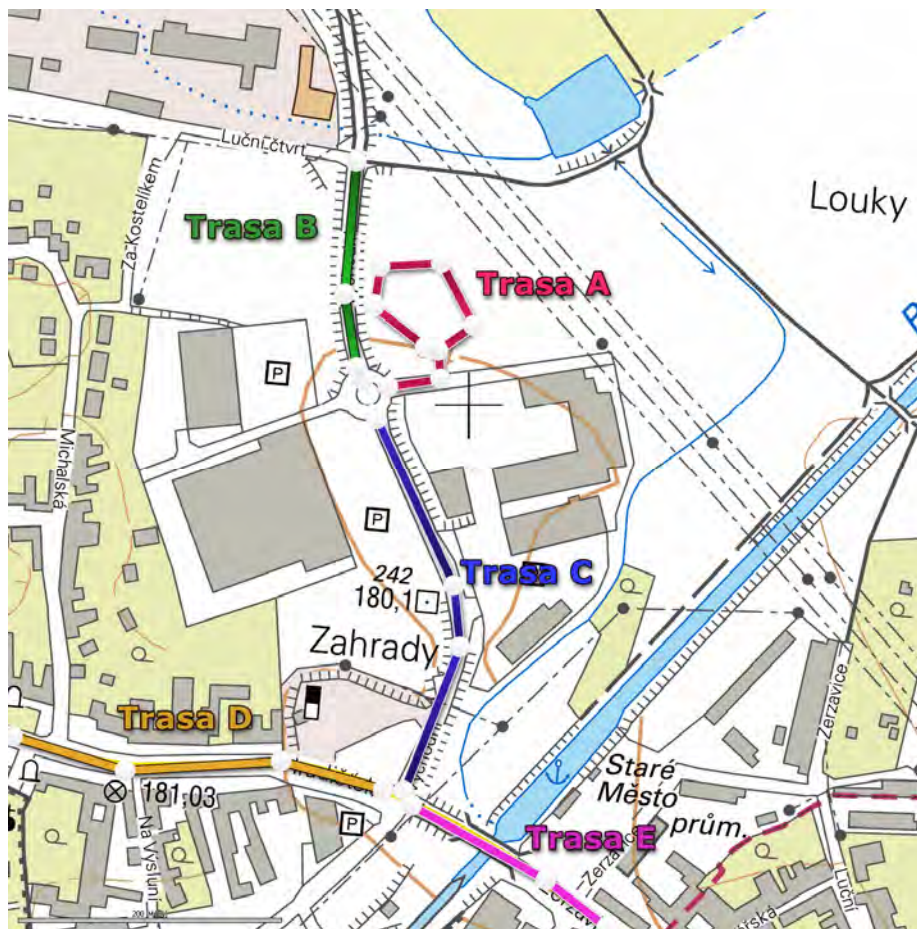 Luční čtvrť
Za Kostelíkem
Louky
Trasa B
Trasa A
P
Michalská
P
242
180,1
Trasa C
Zahrady
Zerzavice
Trasa D
181,03
Na Výsluní
P
Staré
Město
prům.
Trasa E
Luční
200